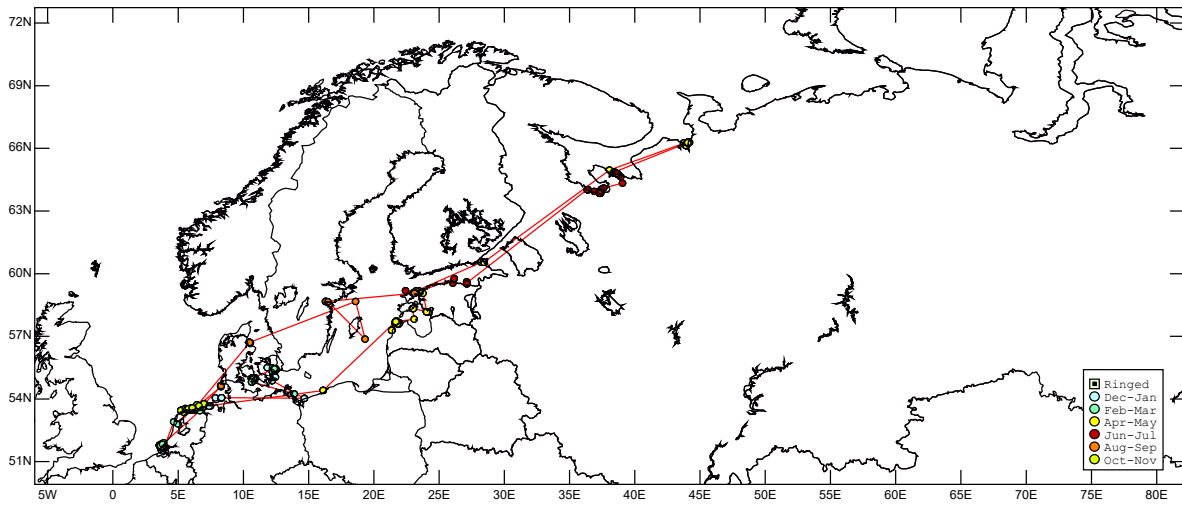 72N
69N
66N
63N
60N
57N
54N
51N
5W 0 5E 10E 15E 20E 25E 30E 35E 40E 45E 50E 55E 60E 65E 70E 75E 80E
Ringed
Dec-Jan
Feb-Mar
Apr-May
Jun-Jul
Aug-Sep
Oct-Nov